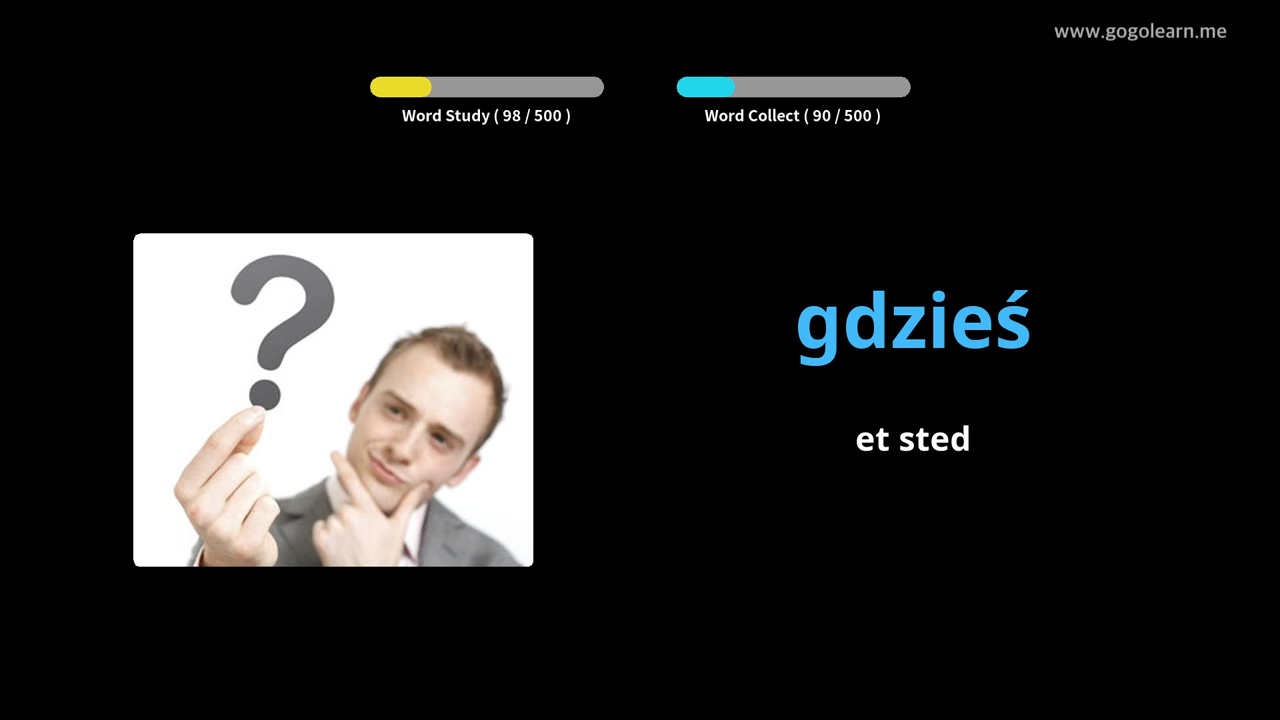 www.gogolearn.me
Word Study ( 98 / 500 )
Word Collect ( 90 / 500 )
?
gdzieś
et sted